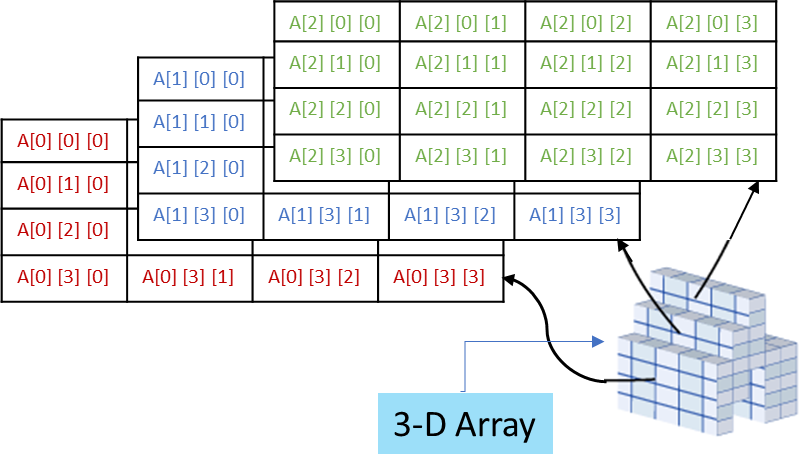 A[2] [0] [0] A[2] [0] [1] A[2] [0] [2] A[2] [0] [3]
A[2] [1] [0] A[2] [1] [1] A[2] [1] [2] A[2] [1] [3]
A[2] [2] [0] A[2] [2] [1] A[2] [2] [2] A[2] [2] [3]
A[2] [3] [0] A[2] [3] [1] A[2] [3] [2] A[2] [3] [3]
A[1] [0] [0]
A[1] [1] [0]
A[1] [2] [0]
A[1] [3] [0] A[1] [3] [1] A[1] [3] [2] A[1] [3] [3]
A[0] [0] [0]
A[0] [1] [0]
A[0] [2] [0]
A[0] [3] [0] A[0] [3] [1] A[0] [3] [2] A[0] [3] [3]
3-D Array